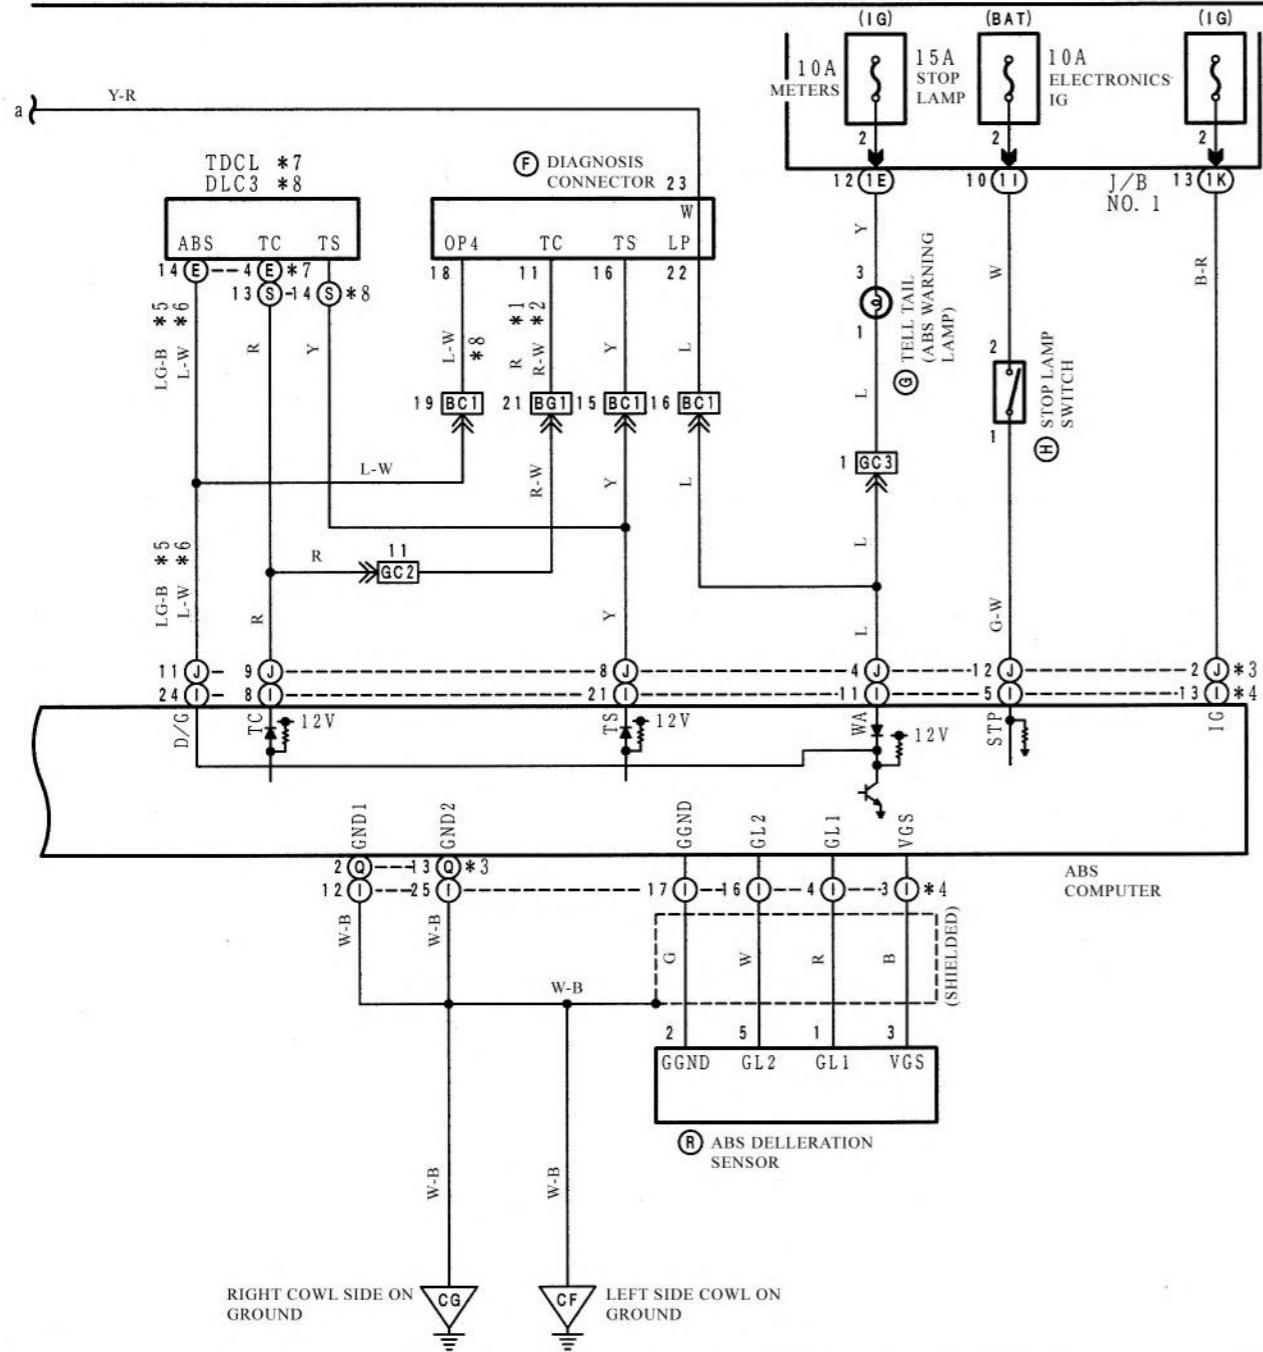 (IG) (BAT) (IG)
10A METERS
15A STOP LAMP
10A ELECTRONICS IG
2 2 2
12 1E 10 1I J/B NO. 1 13 1K
a Y-R
TDCL *7
DLC3 *8
F DIAGNOSIS CONNECTOR 23
W
ABS TC TS
OP4 TC TS LP
14 E 4 E *7
13 S 14 S *8
18 11 16 22
LG-B *5
L-W *6
R
Y
L-W *8
R *1
R-W *2
Y
L
Y
3
1
G TELL TAIL (ABS WARNING LAMP)
L
W
2
1
H STOP LAMP SWITCH
B-R
19 BC1 21 BG1 15 BC1 16 BC1
1 GC3
L-W
R-W
Y
L
L
R
11
GC2
LG-B *5
L-W *6
R
Y
L
G-W
11 J 9 J 8 J 4 J 12 J 2 J *3
24 I 8 I 21 I 11 I 5 I 13 I *4
D/G TC 12V TS 12V WA 12V STP IG
GND1 GND2 GGND GL2 GL1 VGS
2 Q 13 Q *3
12 I 25 I 17 I 16 I 4 I 3 I *4
ABS
COMPUTER
W-B W-B
G W R B (SHIELDED)
W-B
2 5 1 3
GGND GL2 GL1 VGS
R ABS DELLERATION
SENSOR
W-B W-B
RIGHT COWL SIDE ON
GROUND
CG
CF
LEFT SIDE COWL ON
GROUND